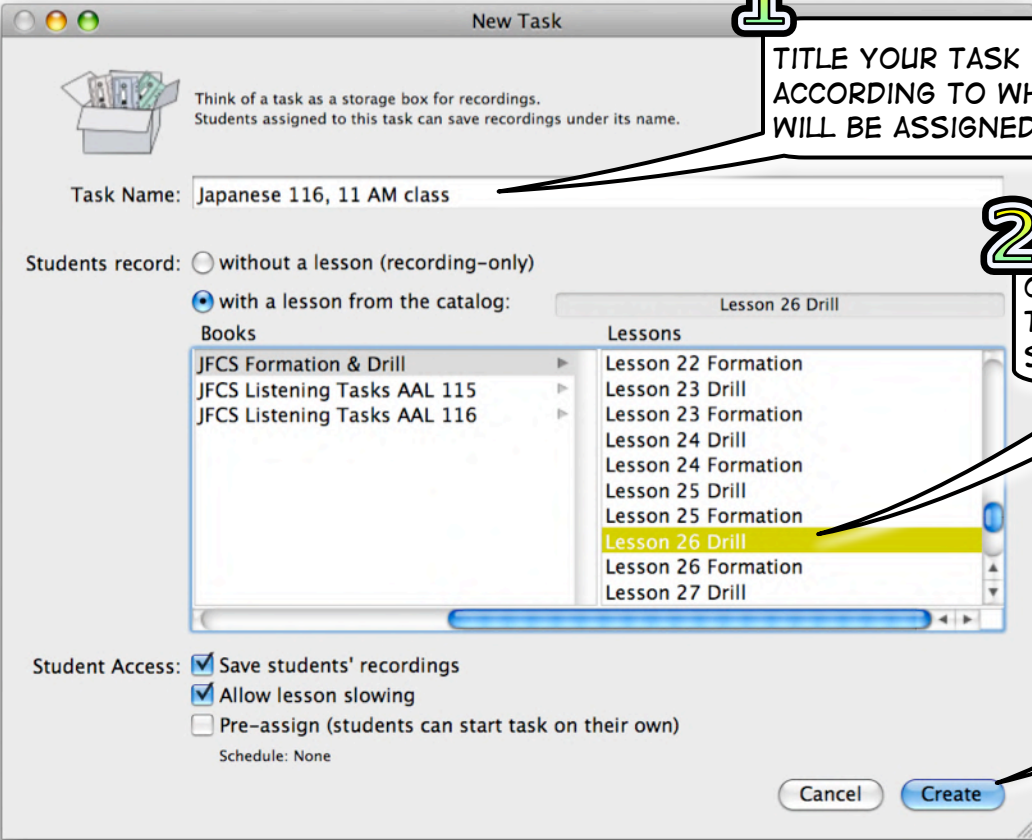 New Task
1
TITLE YOUR TASK
ACCORDING TO
WILL BE ASSIGNED
Think of a task as a storage box for recordings.
Students assigned to this task can save recordings under its name.
Task Name: Japanese 116, 11 AM class
2
Students record: without a lesson (recording-only)
with a lesson from the catalog: Lesson 26 Drill
Books Lessons
JFCS Formation & Drill Lesson 22 Formation
JFCS Listening Tasks AAL 115 Lesson 23 Drill
JFCS Listening Tasks AAL 116 Lesson 23 Formation
Lesson 24 Drill
Lesson 24 Formation
Lesson 25 Drill
Lesson 25 Formation
Lesson 26 Drill
Lesson 26 Formation
Lesson 27 Drill
Student Access: Save students' recordings
Allow lesson slowing
Pre-assign (students can start task on their own)
Schedule: None
Cancel Create